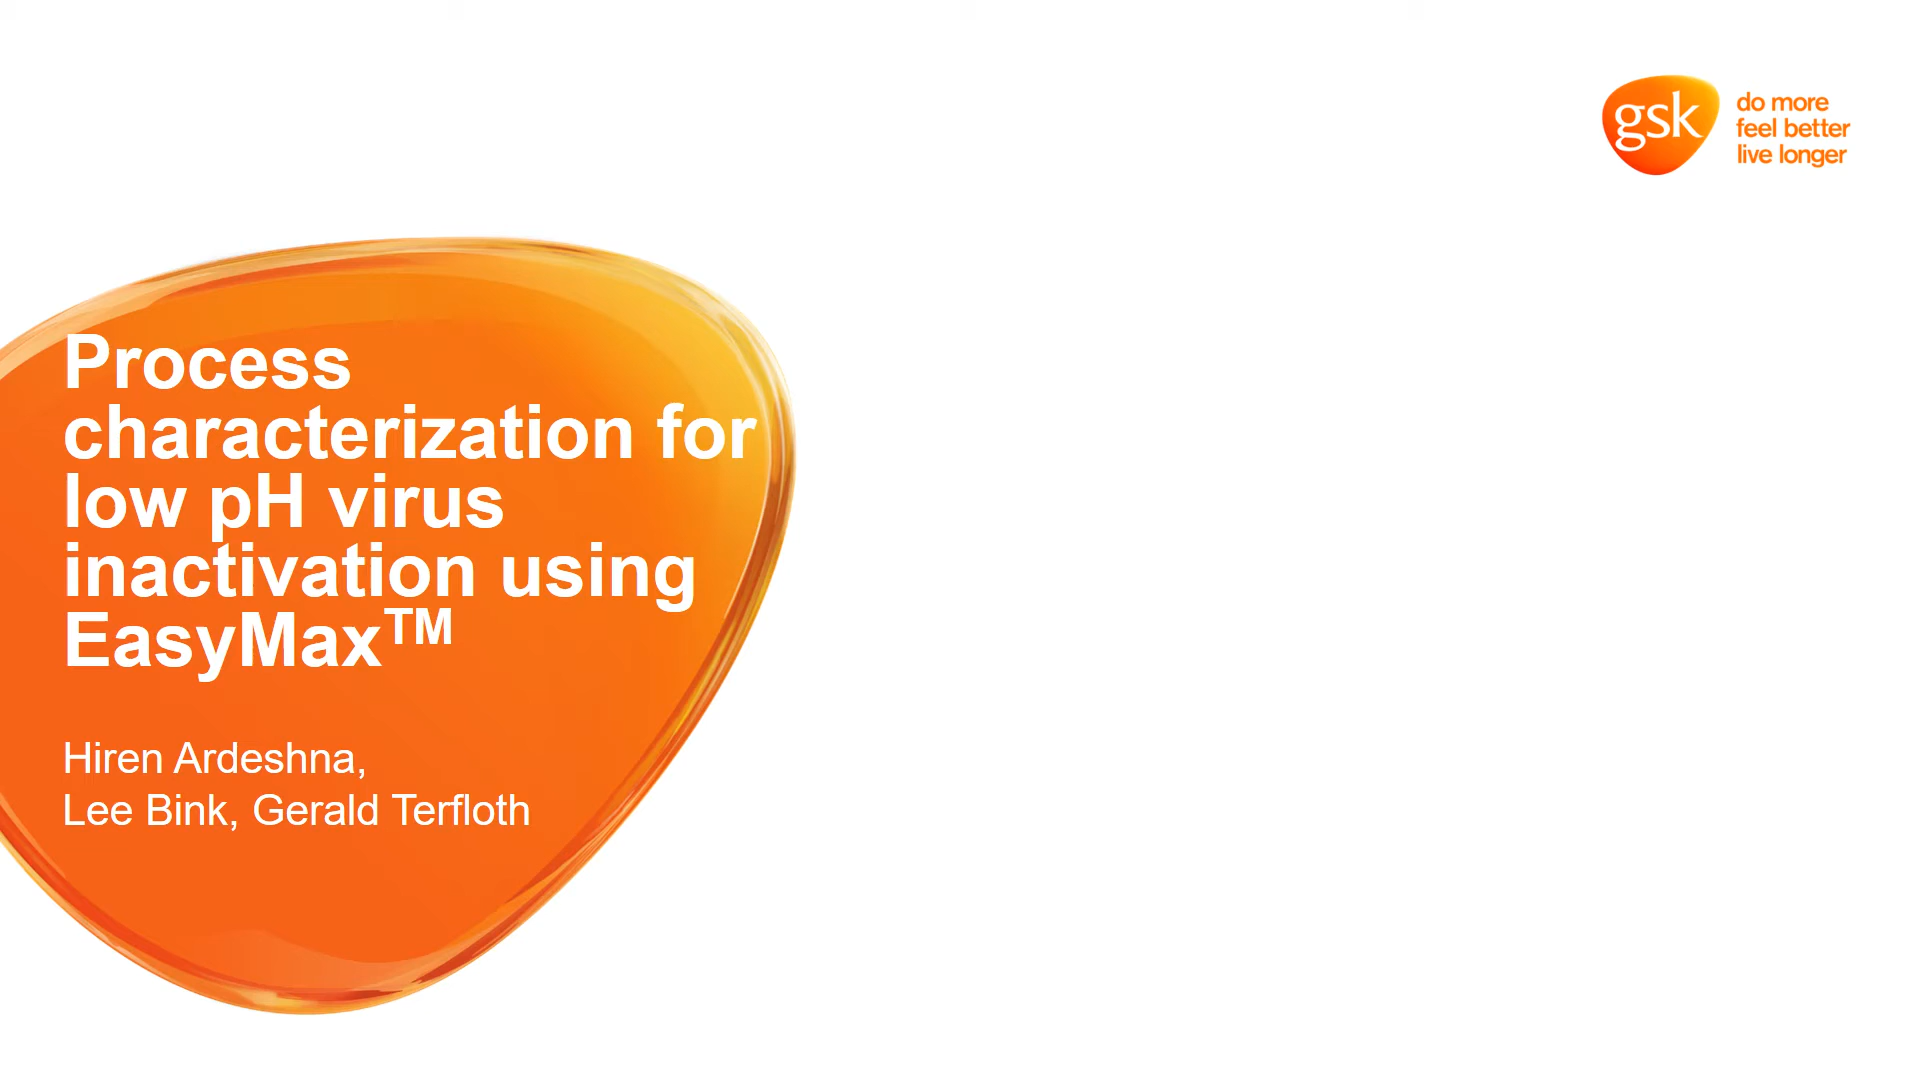 gsk
do more
feel better
live longer
Process
characterization for
low pH virus
inactivation using
EasyMax™
Hiren Ardeshna,
Lee Bink, Gerald Terfloth